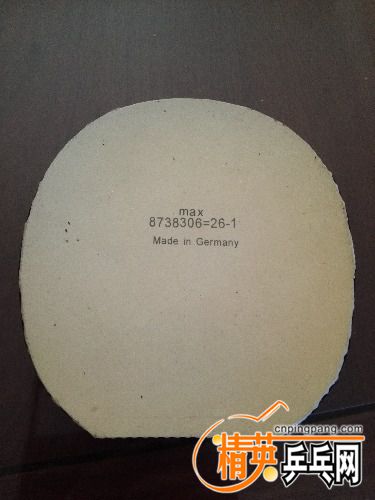 max
8738306=26-1
Made in Germany
cnpingpang.com
精英乒乓网